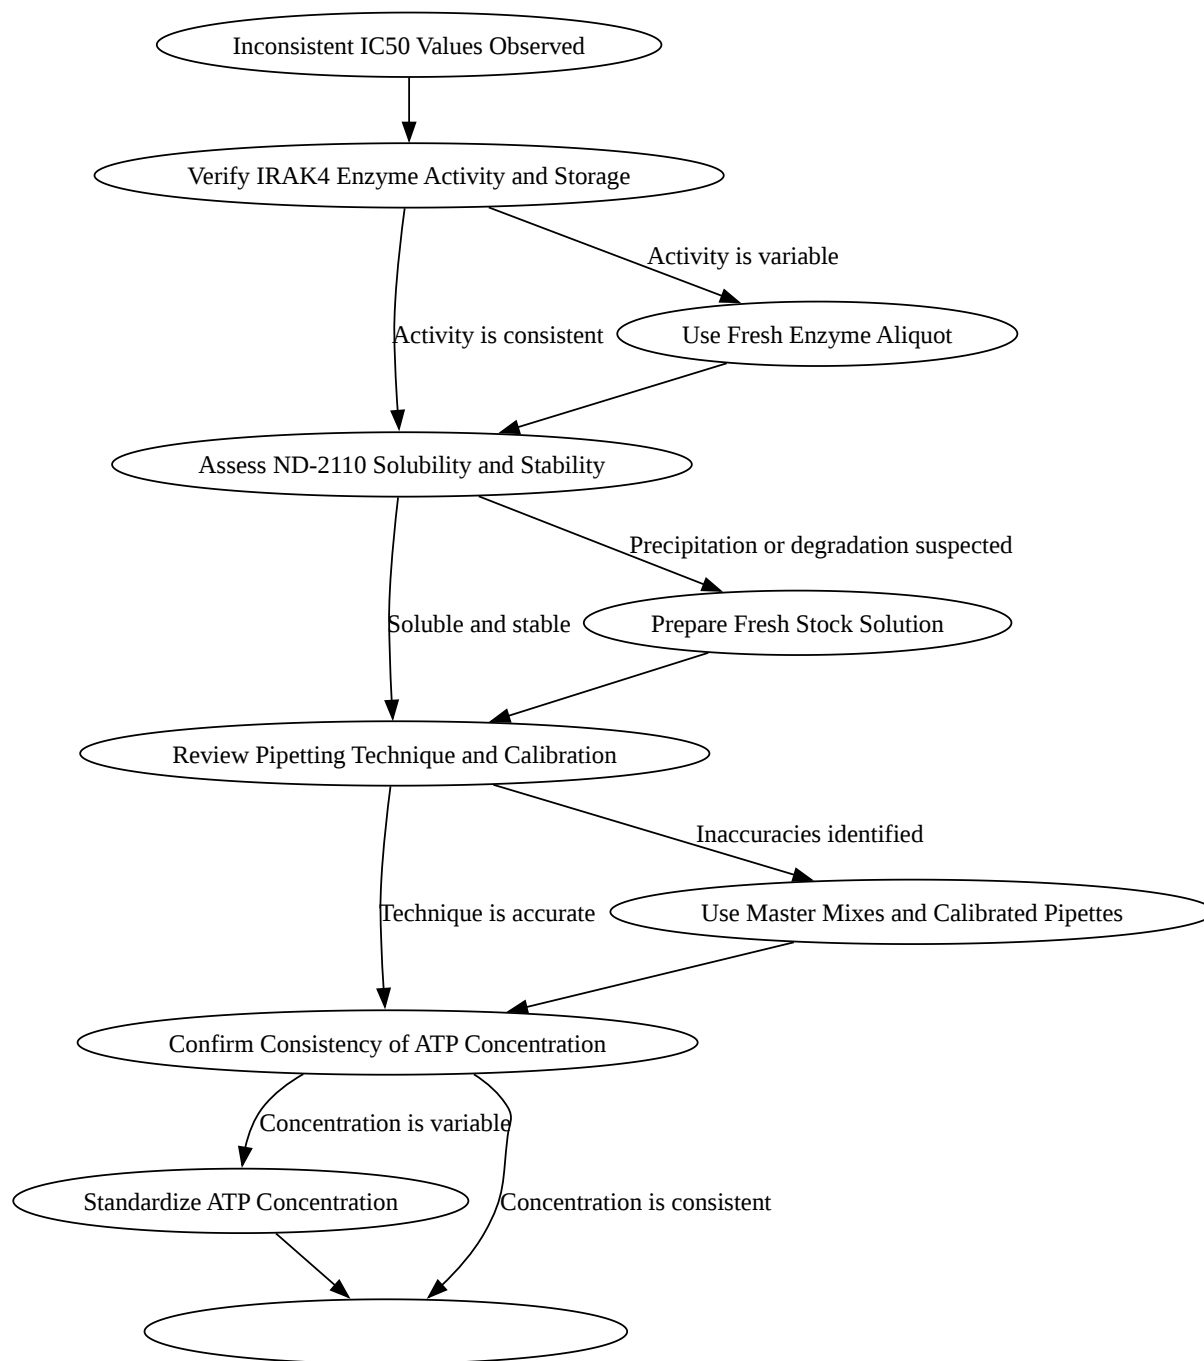 Inconsistent IC50 Values Observed
Verify IRAK4 Enzyme Activity and Storage
Activity is variable
Activity is consistent
Use Fresh Enzyme Aliquot
Assess ND-2110 Solubility and Stability
Precipitation or degradation suspected
Soluble and stable
Prepare Fresh Stock Solution
Review Pipetting Technique and Calibration
Inaccuracies identified
Technique is accurate
Use Master Mixes and Calibrated Pipettes
Confirm Consistency of ATP Concentration
Concentration is variable
Standardize ATP Concentration
Concentration is consistent